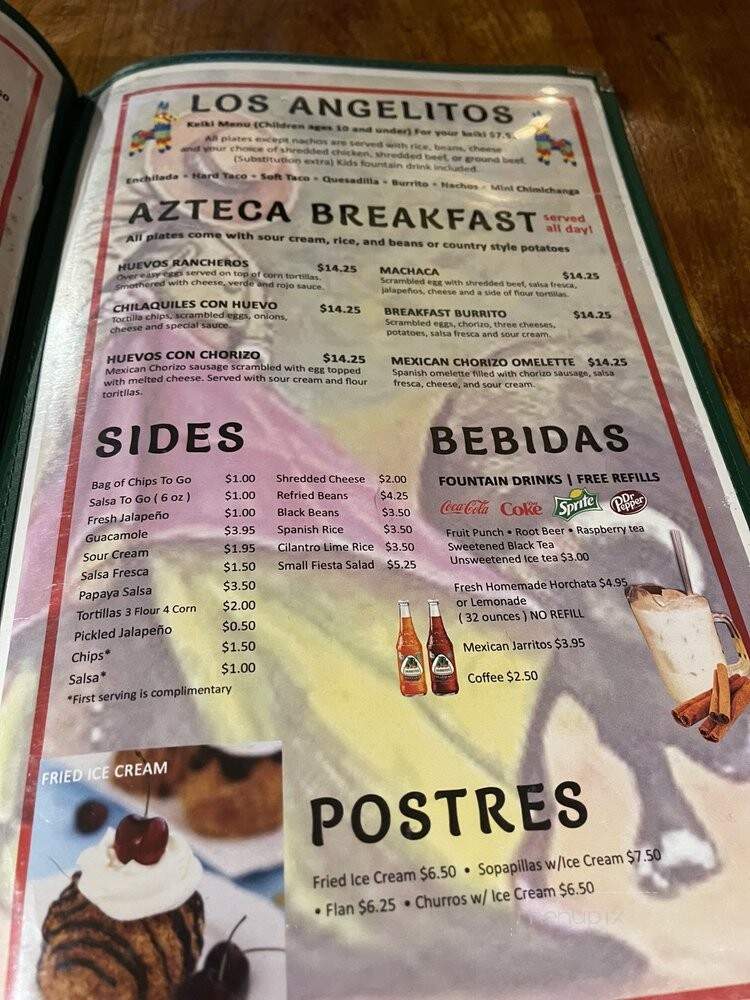 LOS ANGELITOS
Keiki Menu (Children ages 10 and under) For your keiki $7.5
All plates except nachos are served with rice, beans, cheese
and your choice of shredded chicken, shredded beef, or ground beef.
(Substitution extra) Kids fountain drink included.
Enchilada • Hard Taco • Soft Taco • Quesadilla • Burrito • Nachos • Mini Chimichanga
AZTECA BREAKFAST served all day!
All plates come with sour cream, rice, and beans or country style potatoes
HUEVOS RANCHEROS $14.25
Over easy eggs served on top of corn tortillas.
Smothered with cheese, verde and rojo sauce.
CHILAQUILES CON HUEVO $14.25
Tortilla chips, scrambled eggs, onions,
cheese and special sauce.
HUEVOS CON CHORIZO $14.25
Mexican Chorizo sausage scrambled with egg topped
with melted cheese. Served with sour cream and flour
toritllas.
MACHACA $14.25
Scrambled egg with shredded beef, salsa fresca,
jalapeños, cheese and a side of flour tortillas.
BREAKFAST BURRITO $14.25
Scrambled eggs, chorizo, three cheeses,
potatoes, salsa fresca and sour cream.
MEXICAN CHORIZO OMELETTE $14.25
Spanish omelette filled with chorizo sausage, salsa
fresca, cheese, and sour cream.
SIDES
Bag of Chips To Go $1.00
Salsa To Go ( 6 oz ) $1.00
Fresh Jalapeño $1.00
Guacamole $3.95
Sour Cream $1.95
Salsa Fresca $1.50
Papaya Salsa $3.50
Tortillas 3 Flour 4 Corn $2.00
Pickled Jalapeño $0.50
Chips* $1.50
Salsa* $1.00
*First serving is complimentary
Shredded Cheese $2.00
Refried Beans $4.25
Black Beans $3.50
Spanish Rice $3.50
Cilantro Lime Rice $3.50
Small Fiesta Salad $5.25
BEBIDAS
FOUNTAIN DRINKS | FREE REFILLS
Coca-Cola Diet Coke Sprite Dr Pepper
Fruit Punch • Root Beer • Raspberry tea
Sweetened Black Tea
Unsweetened Ice tea $3.00
Fresh Homemade Horchata $4.95
or Lemonade
( 32 ounces ) NO REFILL
Mexican Jarritos $3.95
Coffee $2.50
FRIED ICE CREAM
POSTRES
Fried Ice Cream $6.50 • Sopapillas w/Ice Cream $7.50
• Flan $6.25 • Churros w/ Ice Cream $6.50